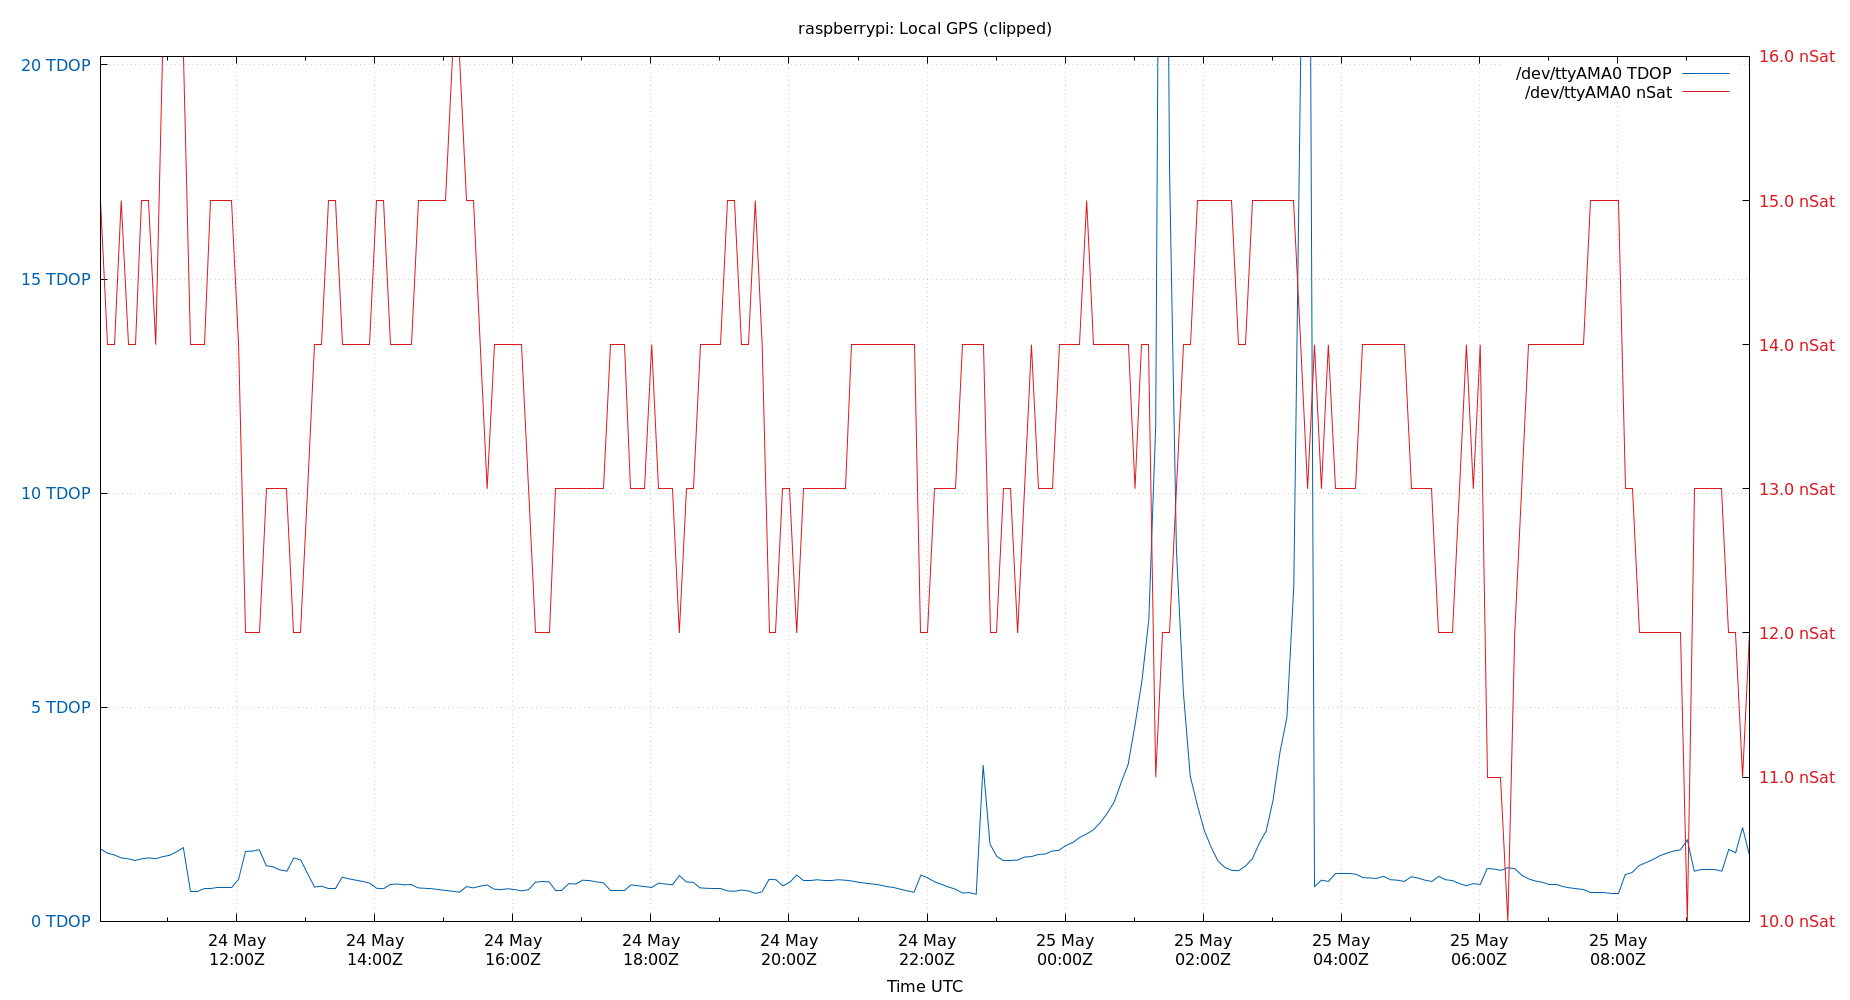 raspberrypi: Local GPS (clipped)
20 TDOP
15 TDOP
10 TDOP
5 TDOP
0 TDOP
/dev/ttyAMA0 TDOP
/dev/ttyAMA0 nSat
16.0 nSat
15.0 nSat
14.0 nSat
13.0 nSat
12.0 nSat
11.0 nSat
10.0 nSat
24 May
12:00Z
24 May
14:00Z
24 May
16:00Z
24 May
18:00Z
24 May
20:00Z
24 May
22:00Z
25 May
00:00Z
25 May
02:00Z
25 May
04:00Z
25 May
06:00Z
25 May
08:00Z
Time UTC